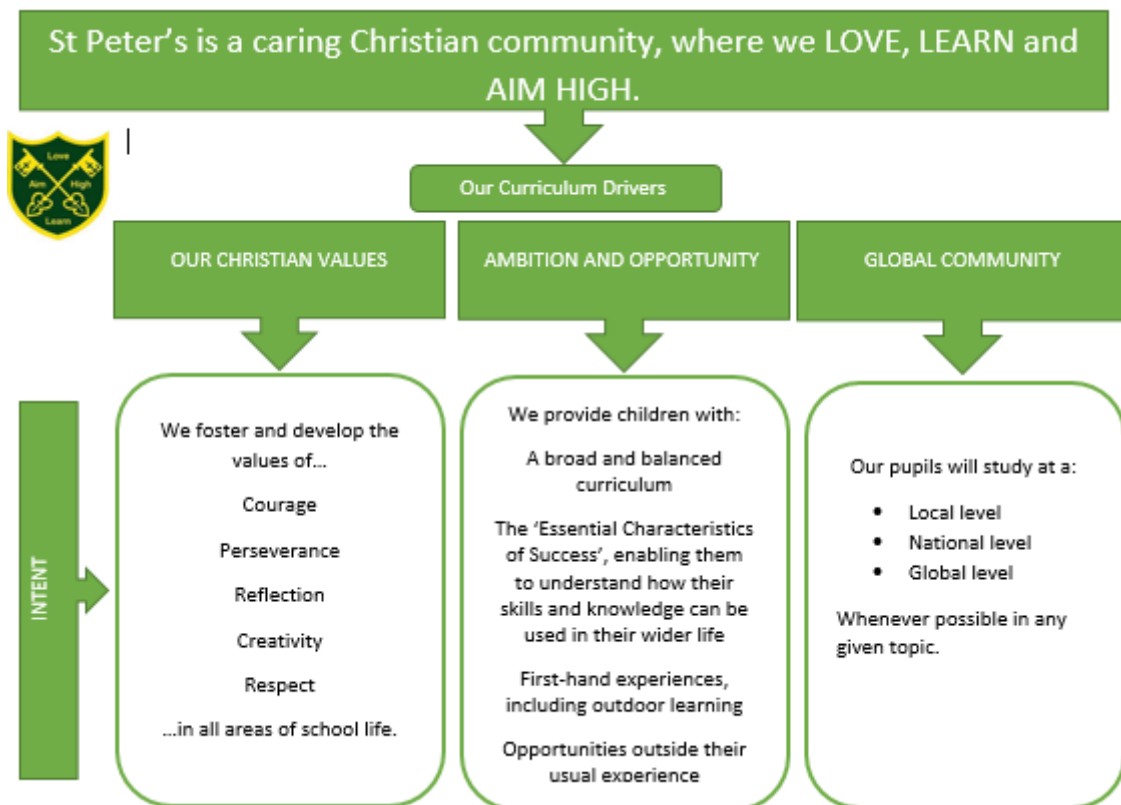 St Peter’s is a caring Christian community, where we LOVE, LEARN and
AIM HIGH.
Love
Aim High
Learn
Our Curriculum Drivers
OUR CHRISTIAN VALUES
AMBITION AND OPPORTUNITY
GLOBAL COMMUNITY
INTENT
We foster and develop the
values of…
Courage
Perseverance
Reflection
Creativity
Respect
…in all areas of school life.
We provide children with:
A broad and balanced
curriculum
The ‘Essential Characteristics
of Success’, enabling them
to understand how their
skills and knowledge can be
used in their wider life
First-hand experiences,
including outdoor learning
Opportunities outside their
usual experience
Our pupils will study at a:
• Local level
• National level
• Global level
Whenever possible in any
given topic.